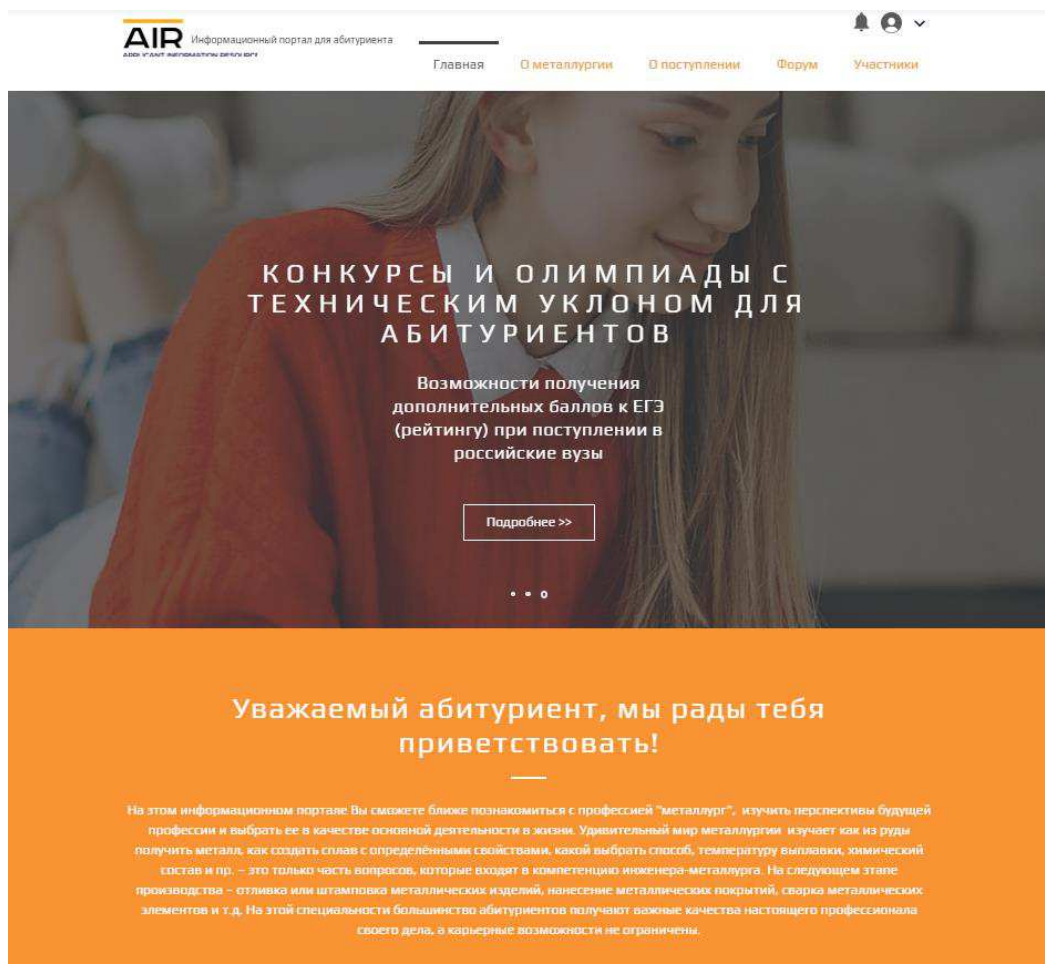 AIR
Информационный портал для абитуриента
APPLICANT INFORMATION RESOURCE
Главная
О металлургии
О поступлении
Форум
Участники
КОНКУРСЫ И ОЛИМПИАДЫ С
ТЕХНИЧЕСКИМ УКЛОНОМ ДЛЯ
АБИТУРИЕНТОВ
Возможности получения
дополнительных баллов к ЕГЭ
(рейтингу) при поступлении в
российские вузы
Подробнее >>
Уважаемый абитуриент, мы рады тебя
приветствовать!
На этом информационном портале Вы сможете ближе познакомиться с профессией "металлург", изучить перспективы будущей
профессии и выбрать ее в качестве основной деятельности в жизни. Удивительный мир металлургии изучает как из руды
получить металл, как создать сплав с определёнными свойствами, какой выбрать способ, температуру выплавки, химический
состав и пр. – это только часть вопросов, которые входят в компетенцию инженера-металлурга. На следующем этапе
производства – отливка или штамповка металлических изделий, нанесение металлических покрытий, сварка металлических
элементов и т.д. На этой специальности большинство абитуриентов получают важные качества настоящего профессионала
своего дела, а карьерные возможности не ограничены.